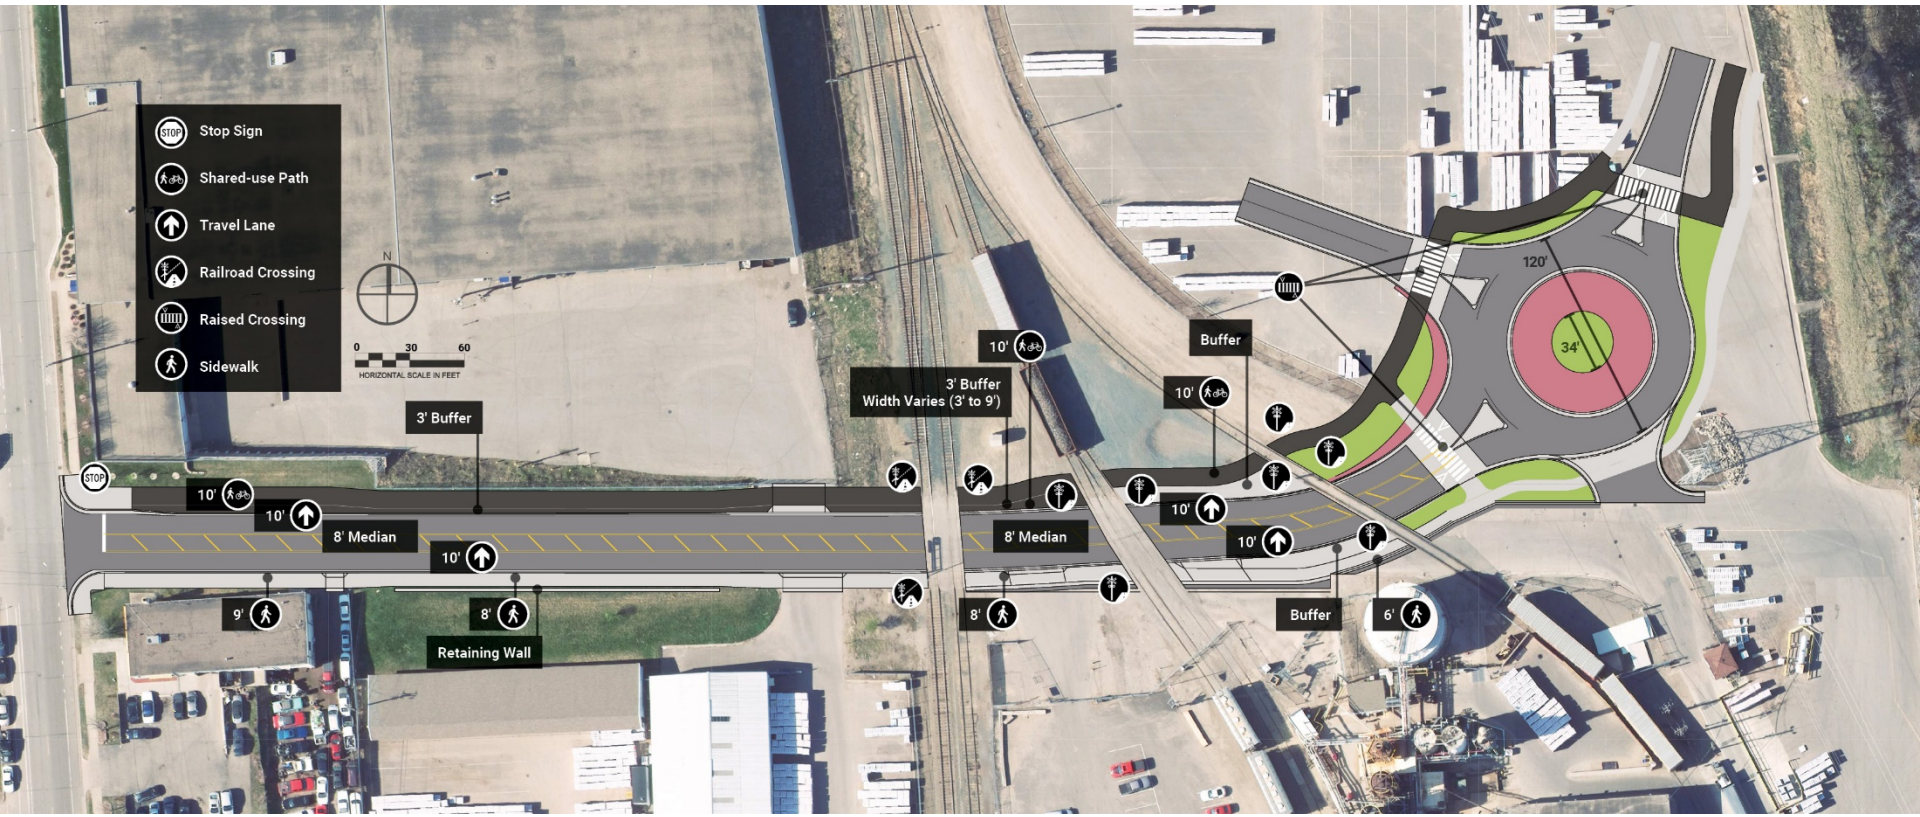 STOP
Stop Sign
Shared-use Path
Travel Lane
Railroad Crossing
Raised Crossing
Sidewalk
N
0 30 60
HORIZONTAL SCALE IN FEET
120'
34'
10'
Buffer
3' Buffer
Width Varies (3' to 9')
10'
3' Buffer
STOP
10'
10'
8' Median
10'
8' Median
10'
10'
9'
8'
Retaining Wall
8'
Buffer
6'